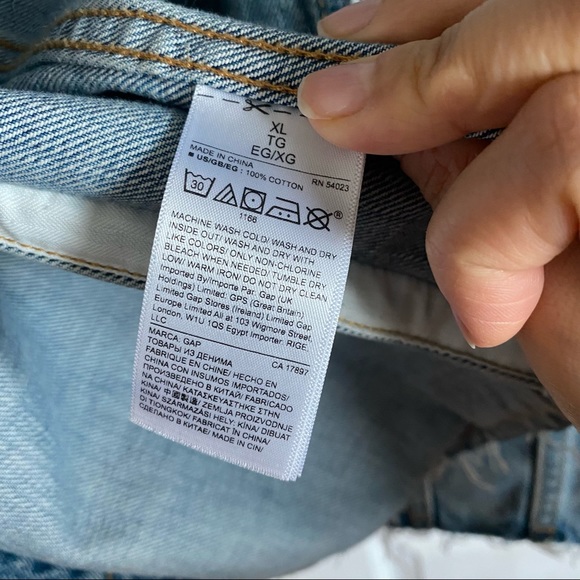 XL
TG
EG/XG
MADE IN CHINA
■ US/GB/EG : 100% COTTON RN 54023
30
1166
®
MACHINE WASH COLD/ WASH AND DRY
INSIDE OUT/ WASH AND DRY WITH
LIKE COLORS/ ONLY NON-CHLORINE
BLEACH WHEN NEEDED/ TUMBLE DRY
LOW/ WARM IRON/ DO NOT DRY CLEAN
Imported By/Importe Par. Gap (UK
Holdings) Limited: GPS (Great Britain)
Limited Gap Stores (Ireland) Limited/Gap
Europe Limited All at 103 Wigmore Street,
London, W1U 1QS Egypt Importer. RIGE,
LLC
MARCA: GAP CA 17897
ТОВАРЫ ИЗ ДЕНИМА
FABRIQUE EN CHINE/ HECHO EN
CHINA CON INSUMOS IMPORTADOS/
ПРОИЗВЕДЕНО В КИТАЙ/ ΚΑΤΑΣΚΕΥΑΣΤΗΚΕ ΣΤΗΝ
ΚΙΝΑ/ ZEMLJA PROIZVODNJE
KINA/ SZÁRMAZÁSI HELY: KÍNA/ DIBUAT
DI TIONGKOK/ FABRICAT ÎN CHINA/
СДЕЛАНО В КИТАЕ/ MADE IN CIN/